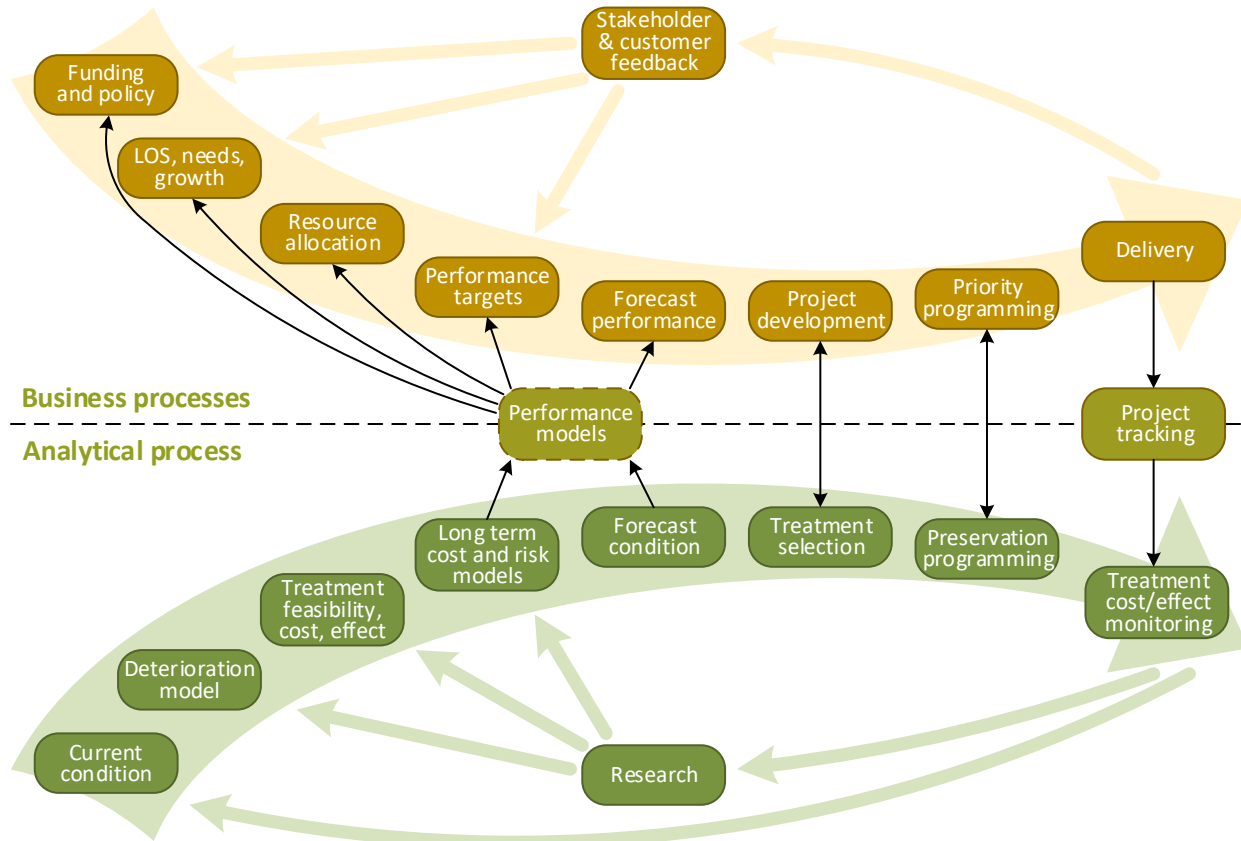 Stakeholder
& customer
feedback
Funding
and policy
LOS, needs,
growth
Resource
allocation
Performance
targets
Forecast
performance
Project
development
Priority
programming
Delivery
Business processes
Analytical process
Performance
models
Project
tracking
Long term
cost and risk
models
Forecast
condition
Treatment
selection
Preservation
programming
Treatment
cost/effect
monitoring
Treatment
feasibility,
cost, effect
Deterioration
model
Current
condition
Research